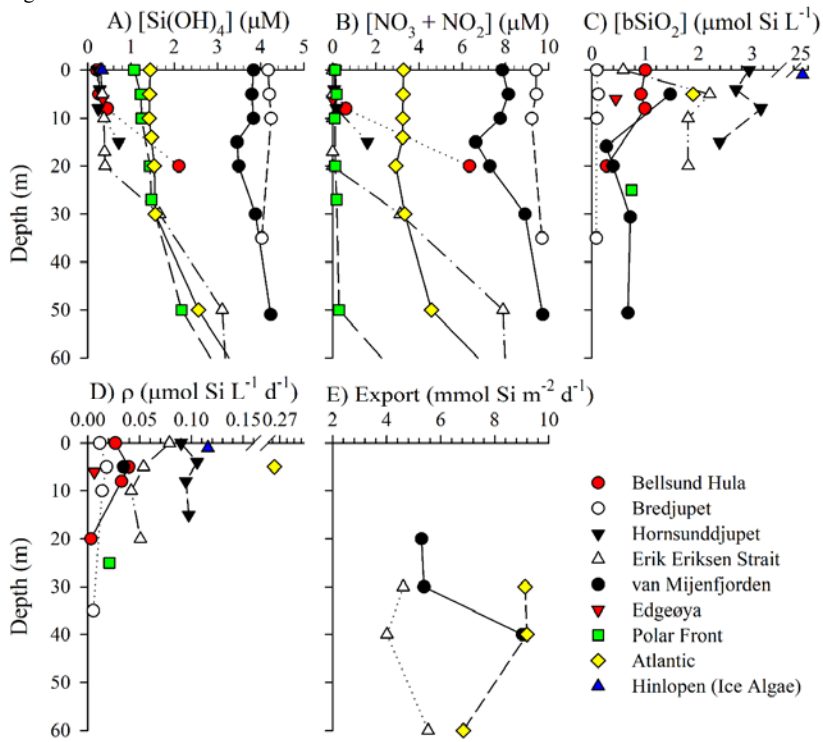 A) [Si(OH)4] (µM) B) [NO3 + NO2] (µM) C) [bSiO2] (µmol Si L-1)
0 1 2 3 4 5 0 2 4 6 8 10 0 1 2 25
0
10
20
30
40
50
60
Depth (m)
D) ρ (µmol Si L-1 d-1) E) Export (mmol Si m-2 d-1)
0.00 0.05 0.10 0.15 0.27 2 4 6 8 10
0
10
20
30
40
50
60
Depth (m)
Bellsund Hula
Bredjupet
Hornsunddjupet
Erik Eriksen Strait
van Mijenfjorden
Edgeøya
Polar Front
Atlantic
Hinlopen (Ice Algae)